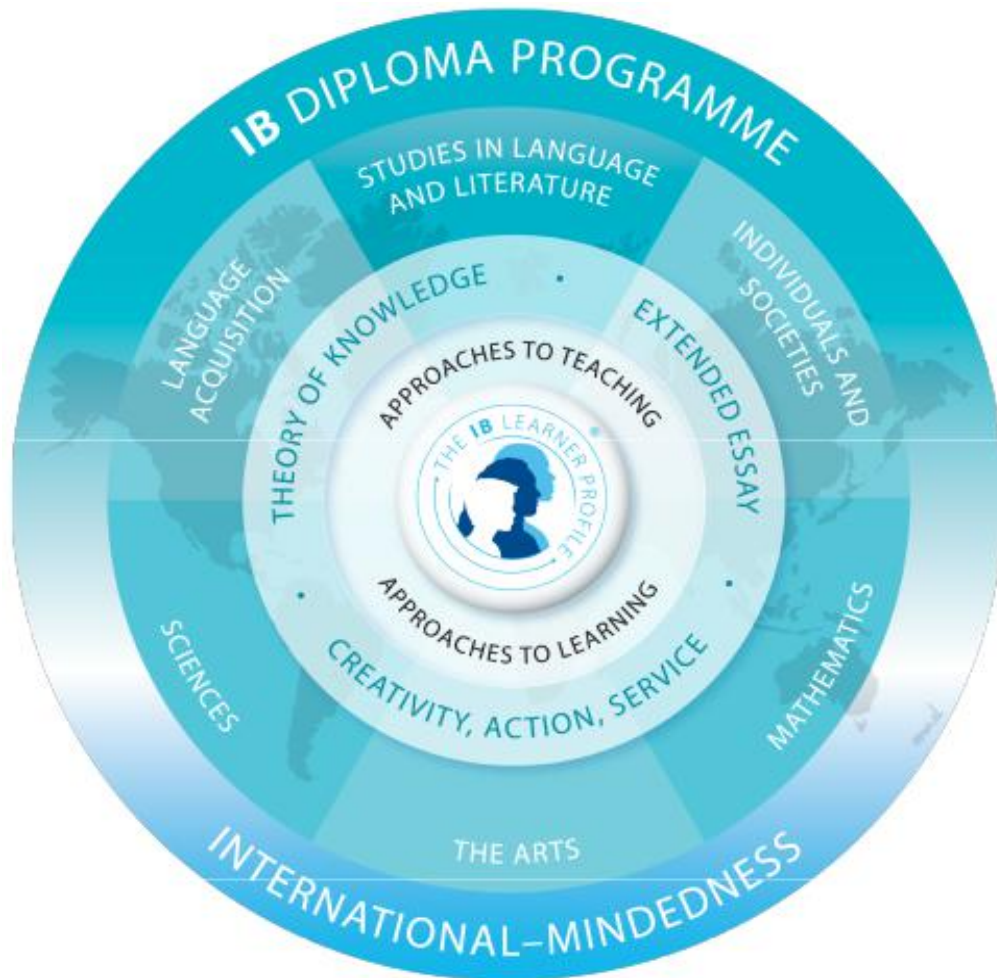 IB DIPLOMA PROGRAMME
STUDIES IN LANGUAGE
AND LITERATURE
LANGUAGE
ACQUISITION
INDIVIDUALS AND
SOCIETIES
THEORY OF KNOWLEDGE
EXTENDED ESSAY
APPROACHES TO TEACHING
THE IB LEARNER PROFILE
®
APPROACHES TO LEARNING
CREATIVITY, ACTION, SERVICE
SCIENCES
MATHEMATICS
THE ARTS
INTERNATIONAL–MINDEDNESS